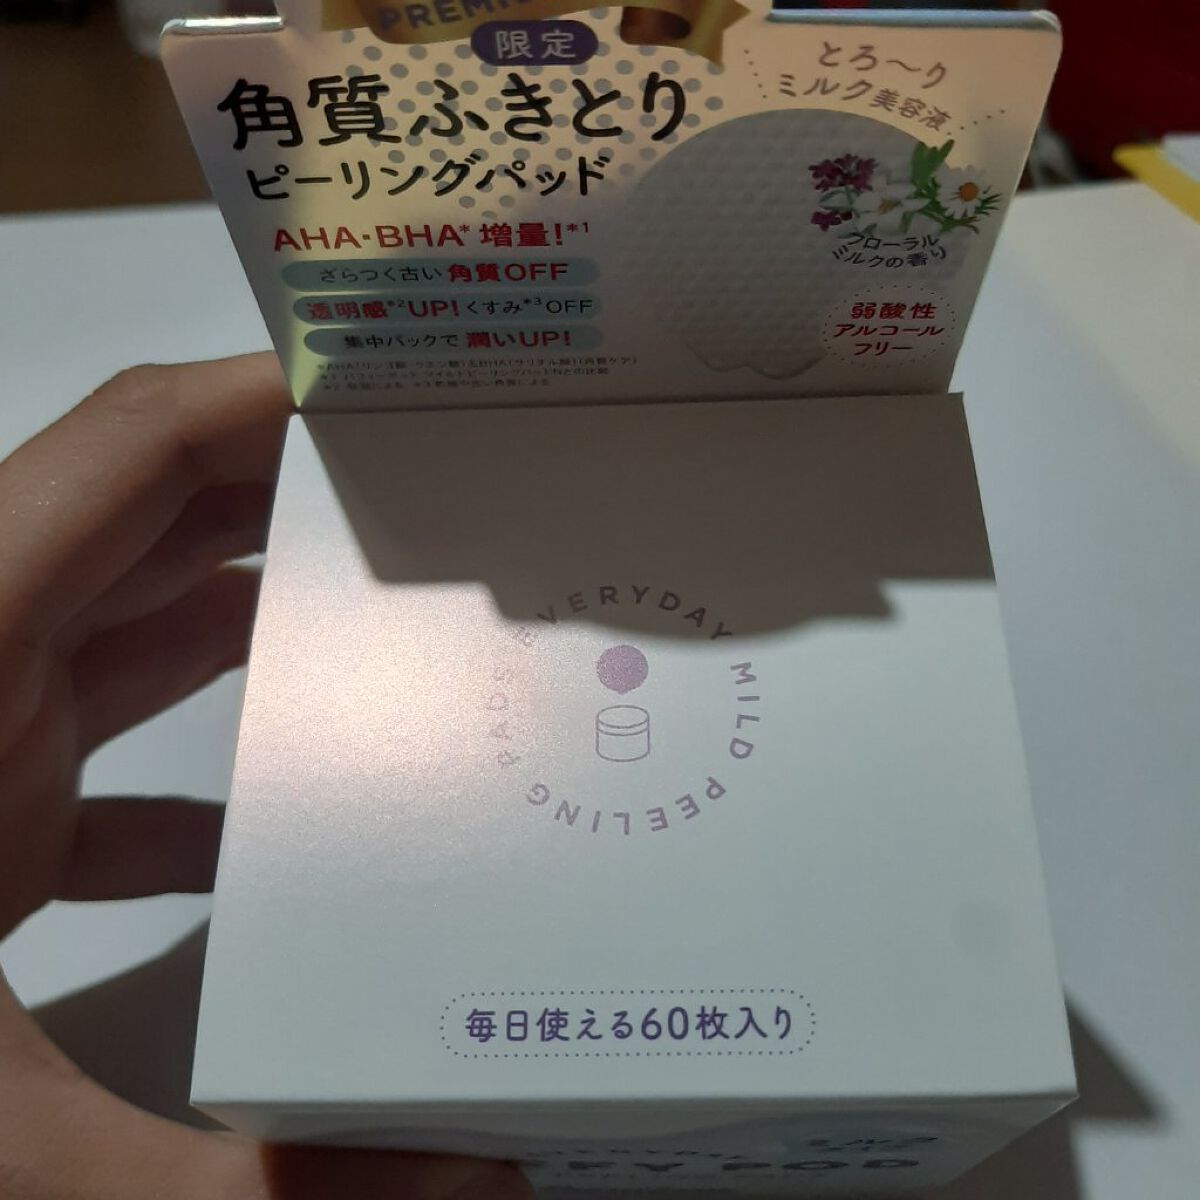 限定
角質ふきとり
ピーリングパッド
とろ〜り
ミルク美容液
AHA・BHA* 増量!*1
ざらつく古い 角質OFF
透明感*2UP! くすみ*3OFF
集中パックで 潤いUP!
フローラル
ミルクの香り
弱酸性
アルコール
フリー
EVERYDAY MILD PEELING PADS
毎日使える60枚入り